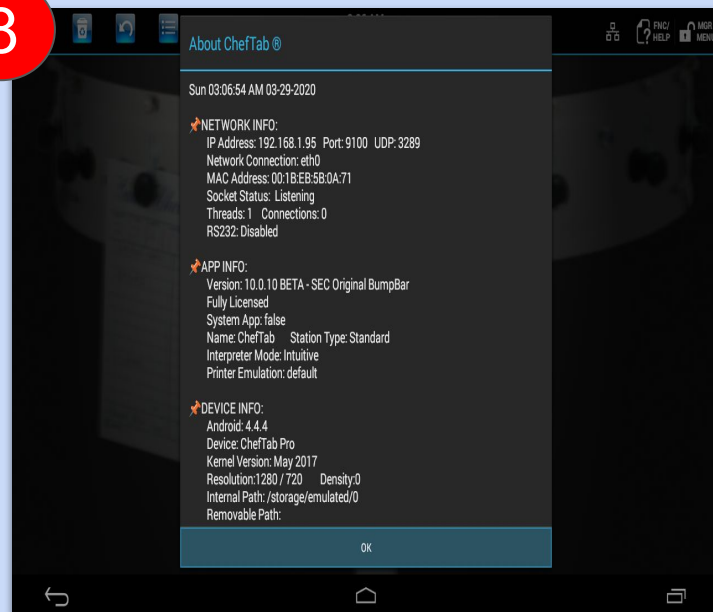 3
FNC/
HELP
MGR
MENU
About ChefTab ®
Sun 03:06:54 AM 03-29-2020
NETWORK INFO:
IP Address: 192.168.1.95 Port: 9100 UDP: 3289
Network Connection: eth0
MAC Address: 00:1B:EB:5B:0A:71
Socket Status: Listening
Threads: 1 Connections: 0
RS232: Disabled
APP INFO:
Version: 10.0.10 BETA - SEC Original BumpBar
Fully Licensed
System App: false
Name: ChefTab Station Type: Standard
Interpreter Mode: Intuitive
Printer Emulation: default
DEVICE INFO:
Android: 4.4.4
Device: ChefTab Pro
Kernel Version: May 2017
Resolution:1280 / 720 Density:0
Internal Path: /storage/emulated/0
Removable Path:
OK